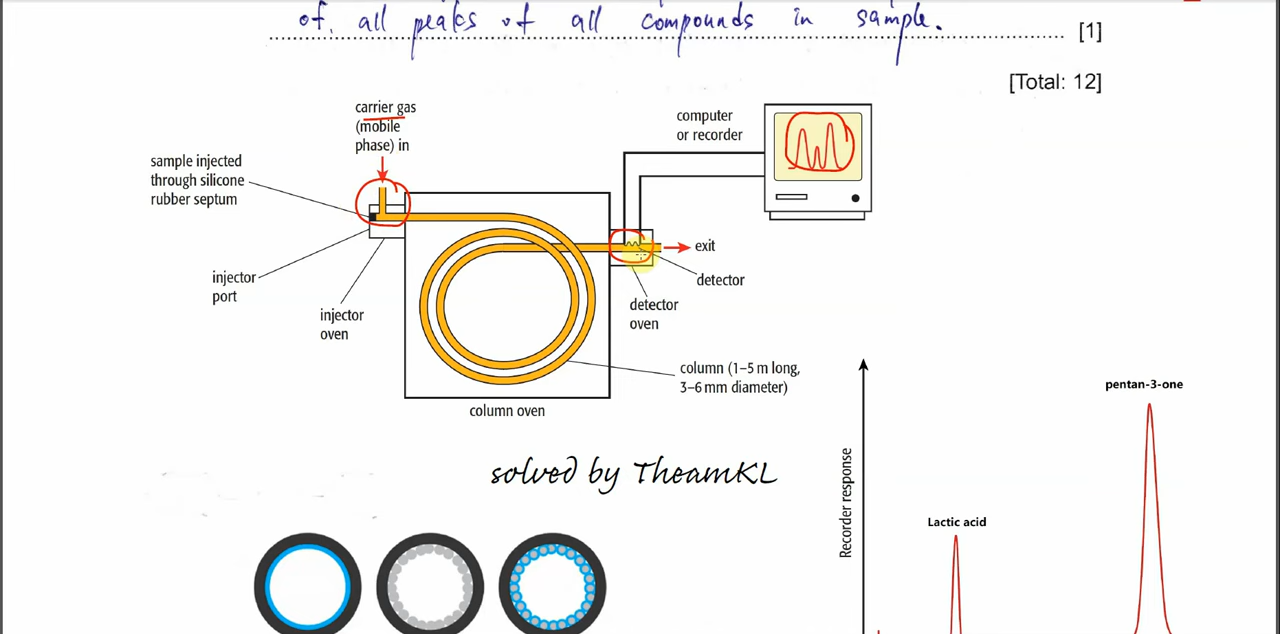 of all peaks of all compounds in sample.
[1]
[Total: 12]
carrier gas
(mobile
phase) in
computer
or recorder
sample injected
through silicone
rubber septum
exit
detector
injector
port
detector
oven
injector
oven
column (1–5 m long,
3–6 mm diameter)
column oven
pentan-3-one
solved by TheamKL
Recorder response
Lactic acid